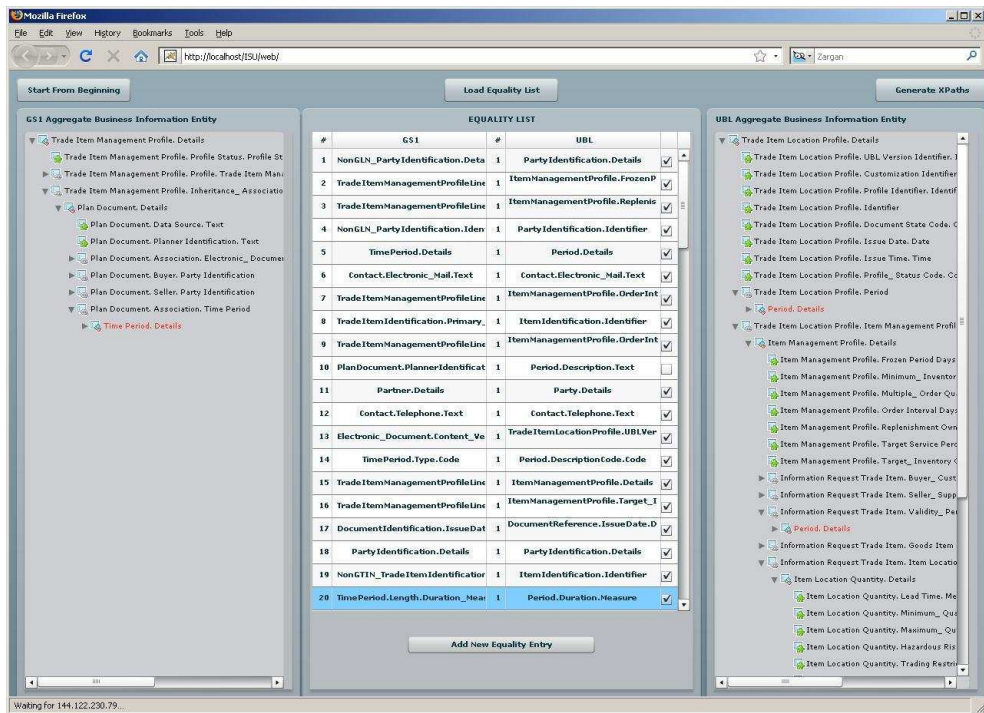 Mozilla Firefox
File Edit View History Bookmarks Tools Help
http://localhost/ISU/web/
Zargan
Start From Beginning
Load Equality List
Generate XPaths
GS1 Aggregate Business Information Entity
Trade Item Management Profile. Details
Trade Item Management Profile. Profile Status. Profile St
Trade Item Management Profile. Profile. Trade Item Mana
Trade Item Management Profile. Inheritance_ Associatio
Plan Document. Details
Plan Document. Data Source. Text
Plan Document. Planner Identification. Text
Plan Document. Association. Electronic_ Documen
Plan Document. Buyer. Party Identification
Plan Document. Seller. Party Identification
Plan Document. Association. Time Period
Time Period. Details
EQUALITY LIST
# GS1 # UBL
1 NonGLN_PartyIdentification.Deta 1 PartyIdentification.Details
2 TradeItemManagementProfileLine 1 ItemManagementProfile.FrozenP
3 TradeItemManagementProfileLine 1 ItemManagementProfile.Replenis
4 NonGLN_PartyIdentification.Iden 1 PartyIdentification.Identifier
5 TimePeriod.Details 1 Period.Details
6 Contact.Electronic_Mail.Text 1 Contact.Electronic_Mail.Text
7 TradeItemManagementProfileLine 1 ItemManagementProfile.OrderInt
8 TradeItemIdentification.Primary_ 1 ItemIdentification.Identifier
9 TradeItemManagementProfileLine 1 ItemManagementProfile.OrderInt
10 PlanDocument.PlannerIdentificat 1 Period.Description.Text
11 Partner.Details 1 Party.Details
12 Contact.Telephone.Text 1 Contact.Telephone.Text
13 Electronic_Document.Content_Ve 1 TradeItemLocationProfile.UBLVer
14 TimePeriod.Type.Code 1 Period.DescriptionCode.Code
15 TradeItemManagementProfileLine 1 ItemManagementProfile.Details
16 TradeItemManagementProfileLine 1 ItemManagementProfile.Target_I
17 DocumentIdentification.IssueDat 1 DocumentReference.IssueDate.D
18 PartyIdentification.Details 1 PartyIdentification.Details
19 NonGTIN_TradeItemIdentification 1 ItemIdentification.Identifier
20 TimePeriod.Length.Duration_Meas 1 Period.Duration.Measure
Add New Equality Entry
UBL Aggregate Business Information Entity
Trade Item Location Profile. Details
Trade Item Location Profile. UBL Version Identifier. I
Trade Item Location Profile. Customization Identifier
Trade Item Location Profile. Profile Identifier. Identif
Trade Item Location Profile. Identifier
Trade Item Location Profile. Document State Code. C
Trade Item Location Profile. Issue Date. Date
Trade Item Location Profile. Issue Time. Time
Trade Item Location Profile. Profile_ Status Code. Co
Trade Item Location Profile. Period
Period. Details
Trade Item Location Profile. Item Management Profil
Item Management Profile. Details
Item Management Profile. Frozen Period Days
Item Management Profile. Minimum_ Inventor
Item Management Profile. Multiple_ Order Qu
Item Management Profile. Order Interval Days
Item Management Profile. Replenishment Own
Item Management Profile. Target Service Perc
Item Management Profile. Target_ Inventory
Information Request Trade Item. Buyer_ Cust
Information Request Trade Item. Seller_ Supp
Information Request Trade Item. Validity_ Per
Period. Details
Information Request Trade Item. Goods Item
Information Request Trade Item. Item Locatio
Item Location Quantity. Details
Item Location Quantity. Lead Time. Me
Item Location Quantity. Minimum_ Qua
Item Location Quantity. Maximum_ Qu
Item Location Quantity. Hazardous Ris
Item Location Quantity. Trading Restri
Waiting for 144.122.230.79...